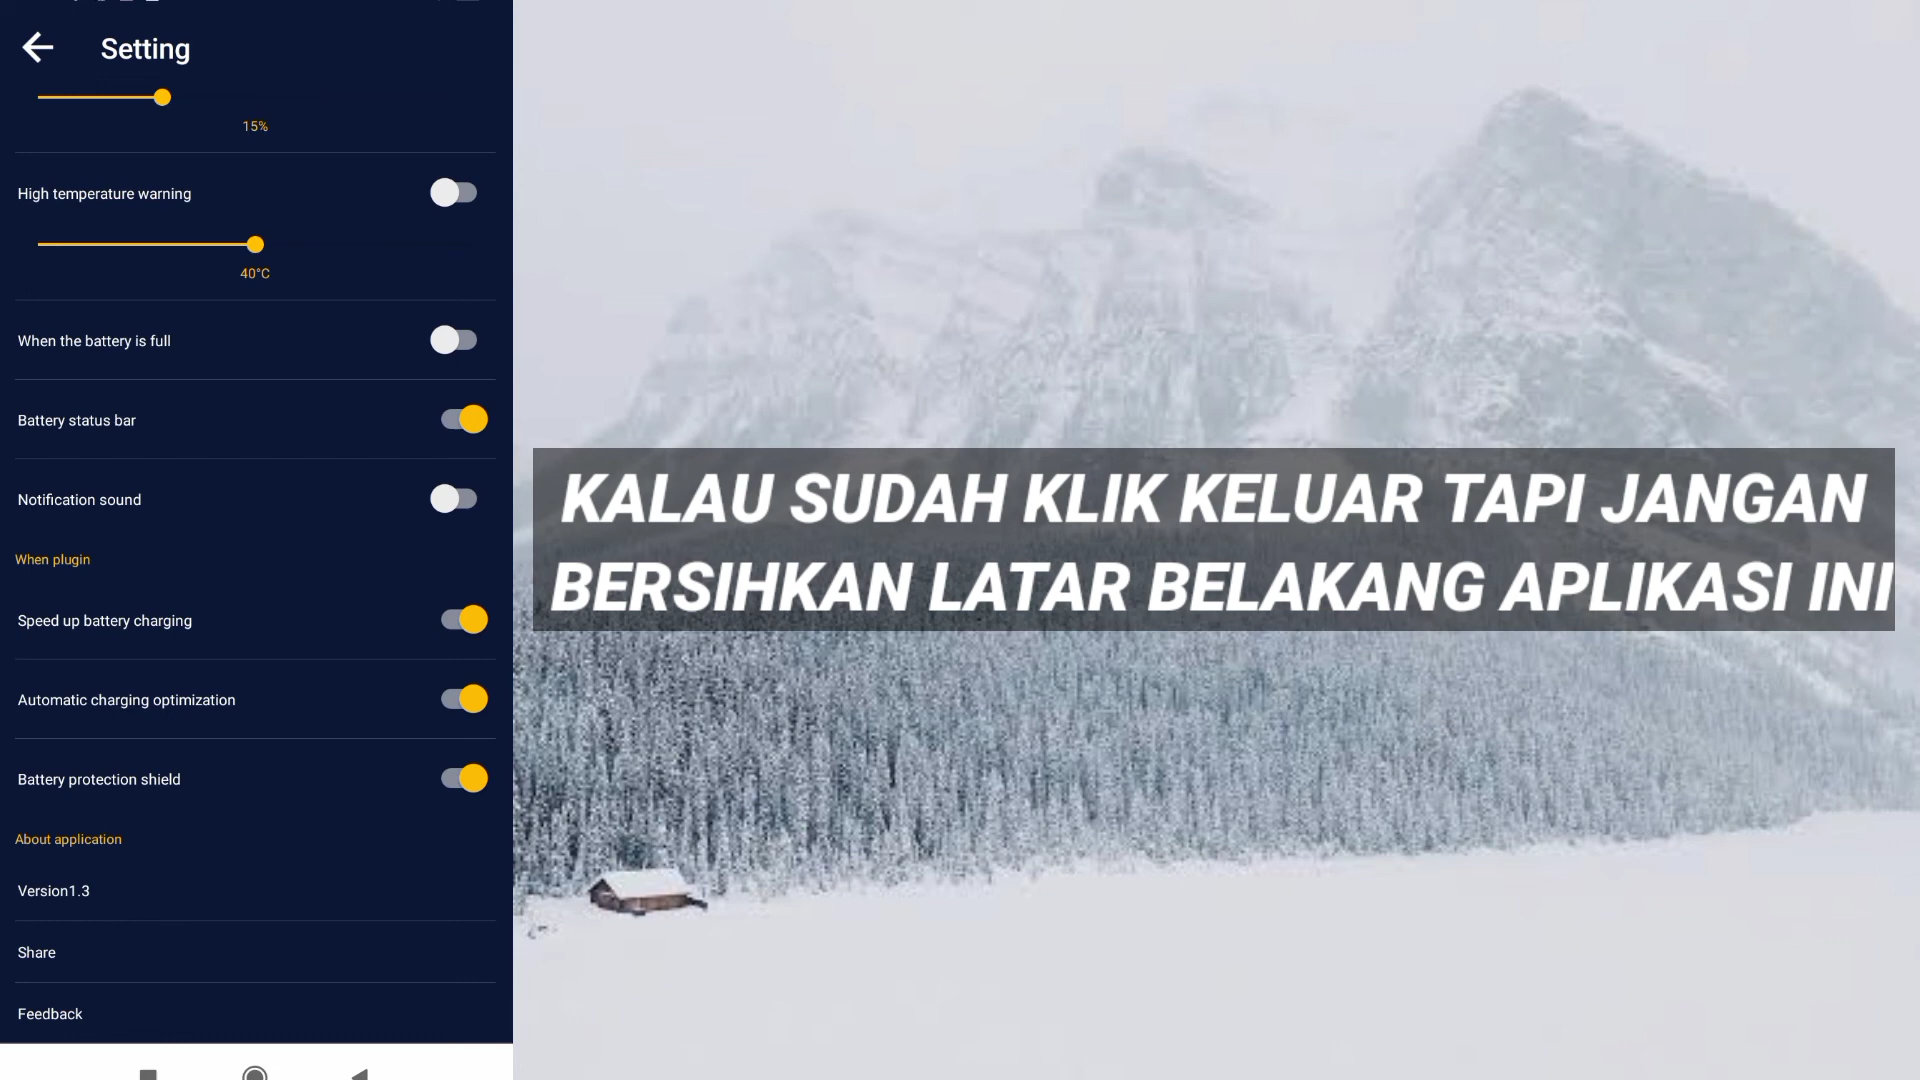 Setting
15%
High temperature warning
40°C
When the battery is full
Battery status bar
Notification sound
When plugin
Speed up battery charging
Automatic charging optimization
Battery protection shield
About application
Version1.3
Share
Feedback
KALAU SUDAH KLIK KELUAR TAPI JANGAN
BERSIHKAN LATAR BELAKANG APLIKASI INI